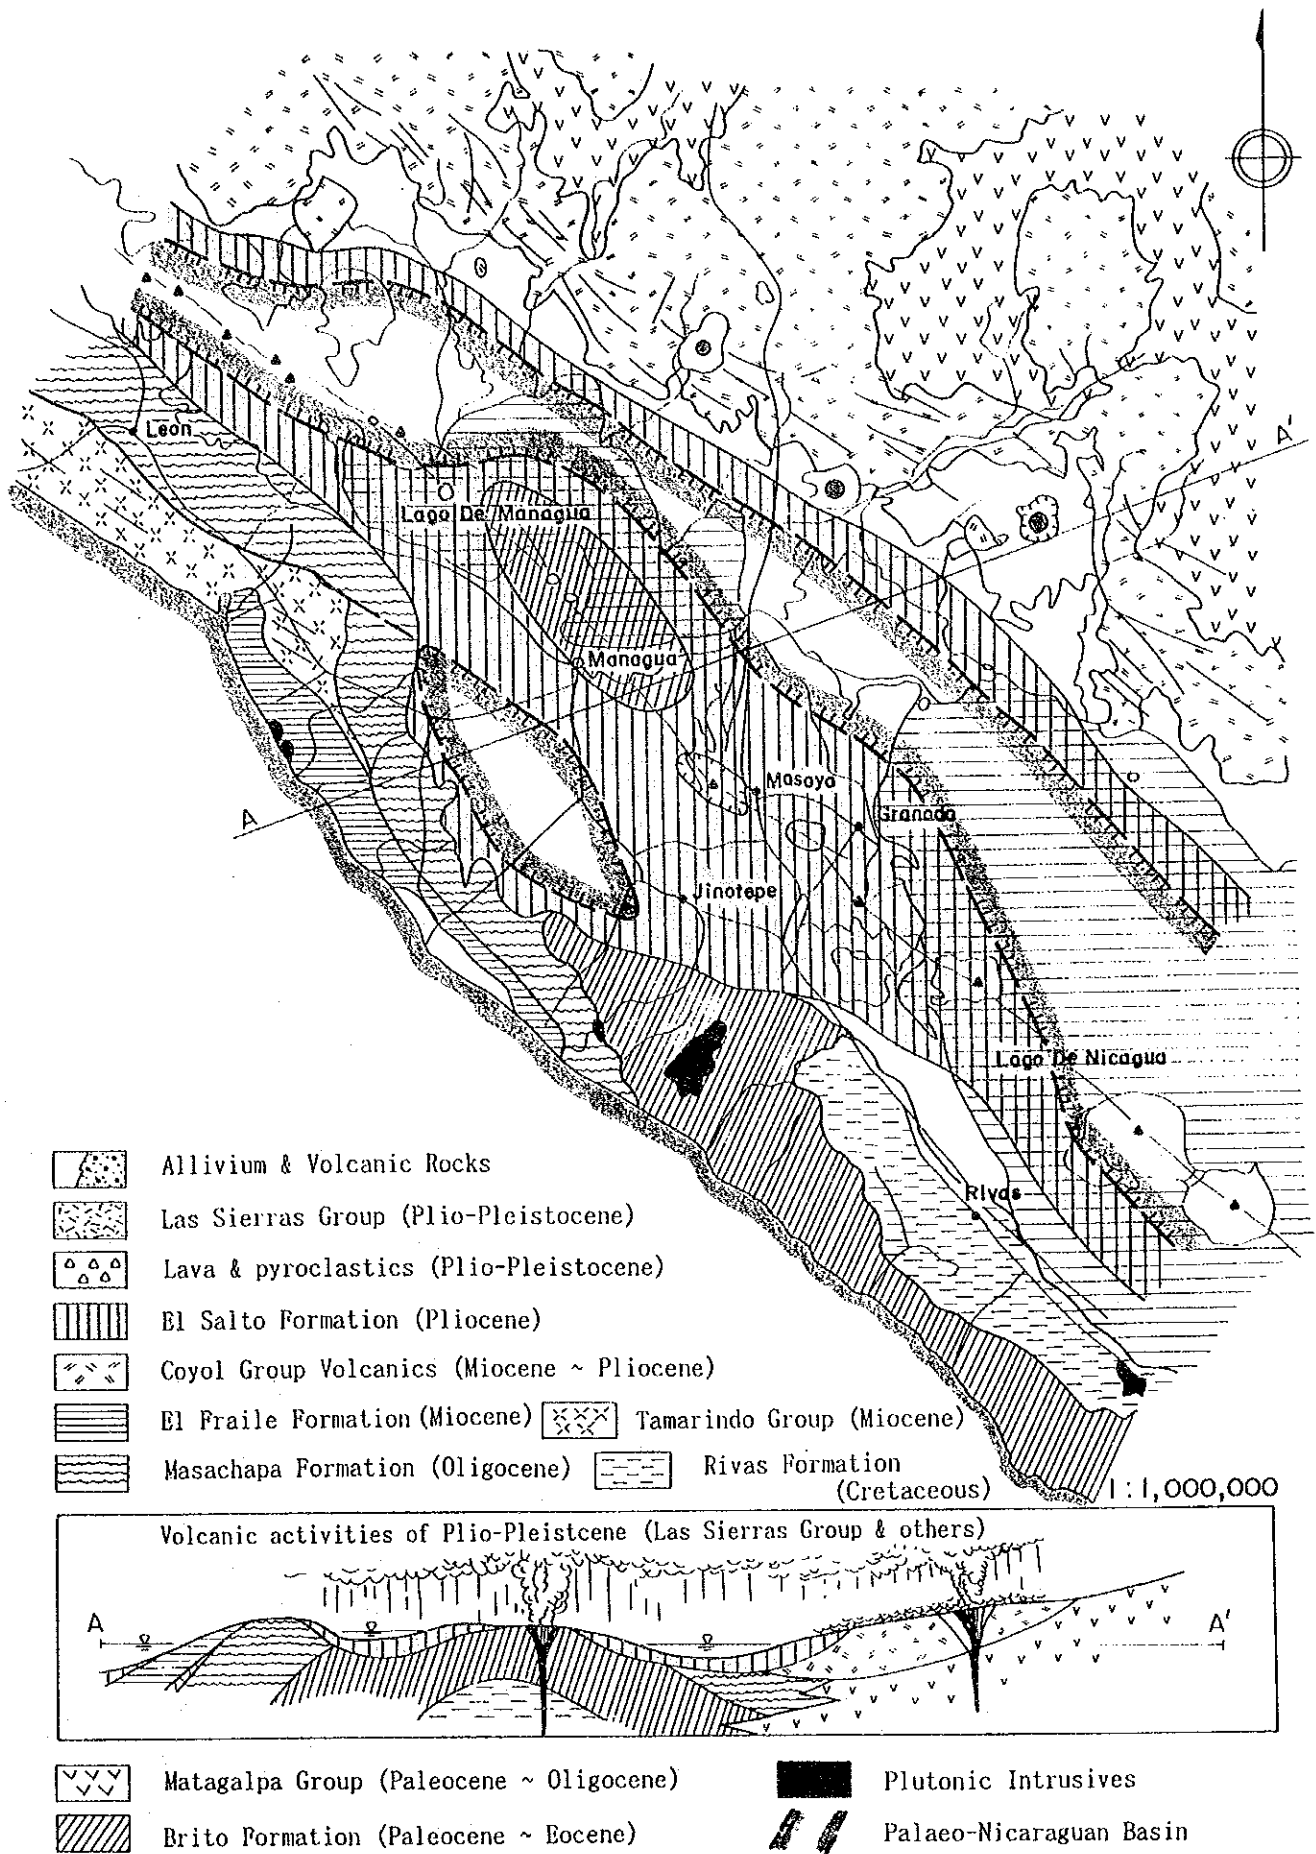 A'
Leon
Lago De Managua
Managua
A
Masaya
Granada
Jinotepe
Lago De Nicagua
Rivas
Allivium & Volcanic Rocks
Las Sierras Group (Plio-Pleistocene)
Lava & pyroclastics (Plio-Pleistocene)
El Salto Formation (Pliocene)
Coyol Group Volcanics (Miocene ~ Pliocene)
El Fraile Formation (Miocene) Tamarindo Group (Miocene)
Masachapa Formation (Oligocene) Rivas Formation
(Cretaceous)
1:1,000,000
Volcanic activities of Plio-Pleistcene (Las Sierras Group & others)
A A'
Matagalpa Group (Paleocene ~ Oligocene) Plutonic Intrusives
Brito Formation (Paleocene ~ Eocene) Palaeo-Nicaraguan Basin